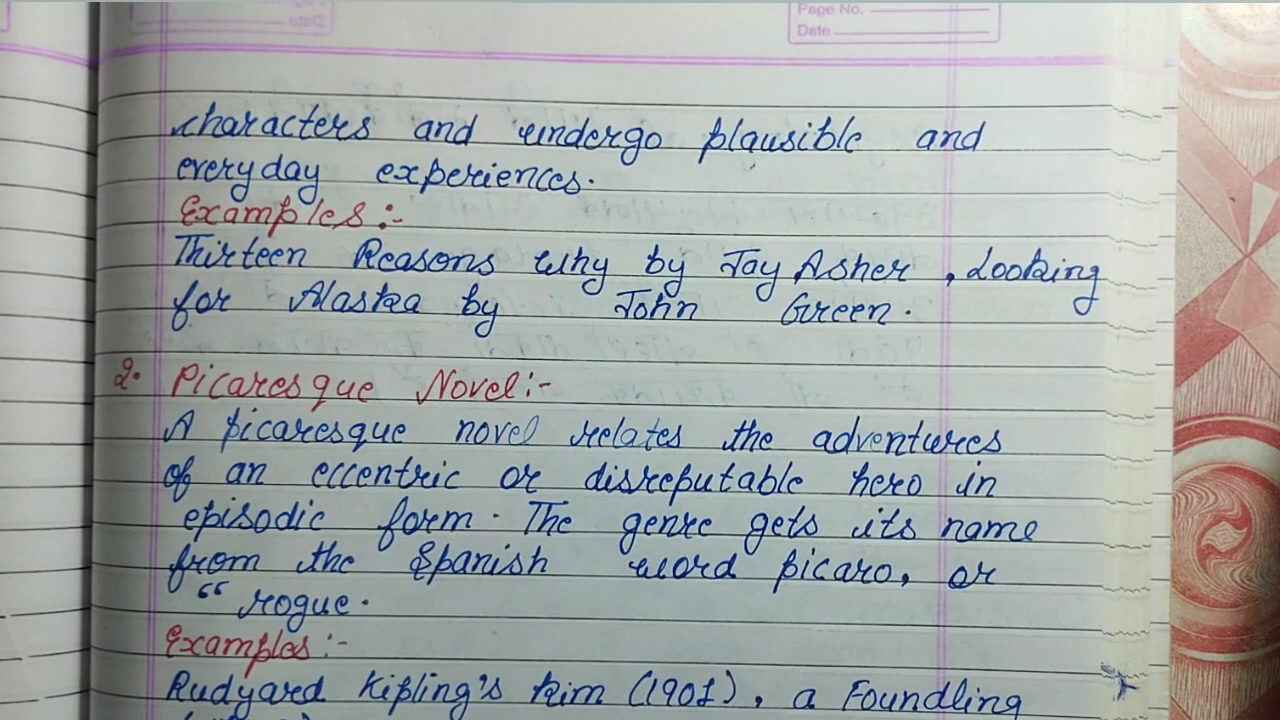 Page No.
Date
characters and undergo plausible and
everyday experiences.
Examples :-
Thirteen Reasons why by Jay Asher , Looking
for Alaska by John Green.
2. Picaresque Novel :-
A picaresque novel relates the adventures
of an eccentric or disreputable hero in
episodic form. The genre gets its name
from the Spanish word picaro, or
“ rogue.
Examples :-
Rudyard Kipling's kim (1901), a Foundling